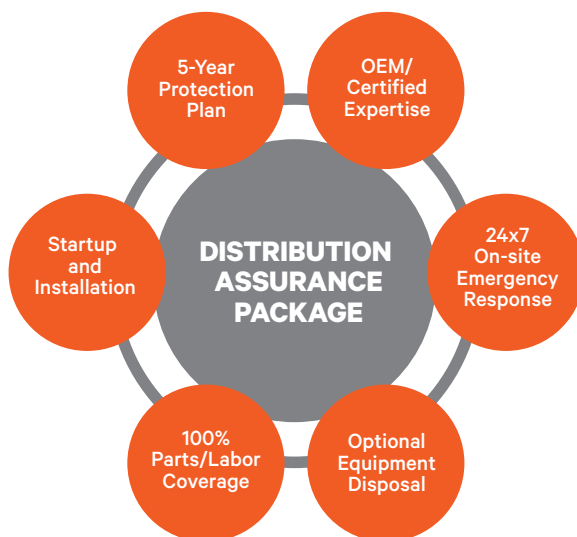 5-Year
Protection
Plan
OEM/
Certified
Expertise
Startup
and
Installation
DISTRIBUTION
ASSURANCE
PACKAGE
24x7
On-site
Emergency
Response
100%
Parts/Labor
Coverage
Optional
Equipment
Disposal